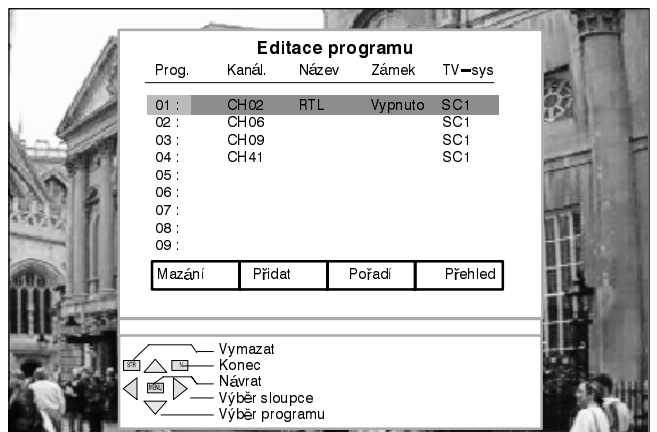 Editace programu
Prog. Kanál. Název Zámek TV-sys
01 : CH02 RTL Vypnuto SC1
02 : CH06 SC1
03 : CH09 SC1
04 : CH41 SC1
05 :
06 :
07 :
08 :
09 :
Mazání Přidat Pořadí Přehled
Vymazat
STR N Konec
MENU Návrat
Výběr sloupce
Výběr programu